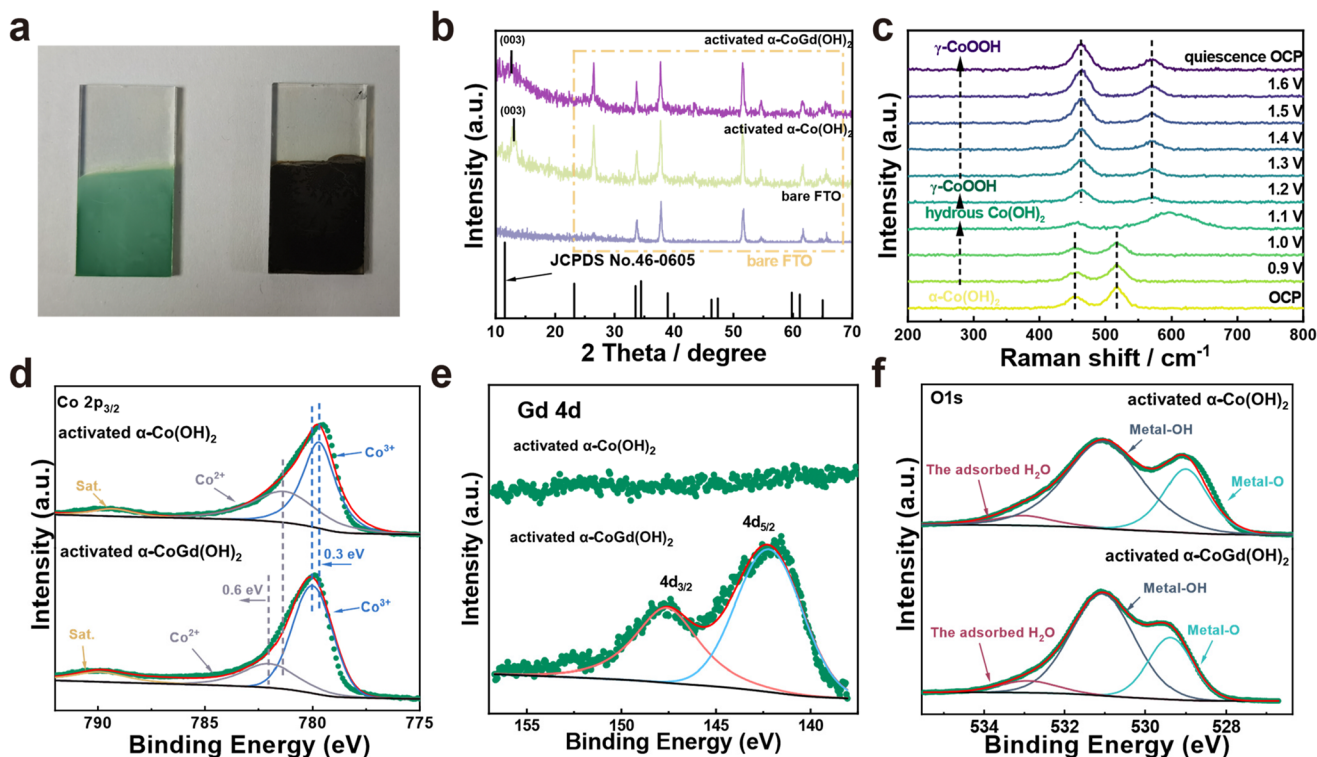 a
b
Intensity (a.u.)
activated α-CoGd(OH)2
(003)
activated α-Co(OH)2
(003)
bare FTO
bare FTO
JCPDS No.46-0605
10 20 30 40 50 60 70
2 Theta / degree
c
Intensity (a.u.)
γ-CoOOH
quiescence OCP
1.6 V
1.5 V
1.4 V
1.3 V
γ-CoOOH
1.2 V
hydrous Co(OH)2
1.1 V
1.0 V
0.9 V
α-Co(OH)2
OCP
200 300 400 500 600 700 800
Raman shift / cm-1
d
Intensity (a.u.)
Co 2p3/2
activated α-Co(OH)2
Co3+
Co2+
Sat.
activated α-CoGd(OH)2
0.3 eV
0.6 eV
Co3+
Co2+
Sat.
790 785 780 775
Binding Energy (eV)
e
Intensity (a.u.)
Gd 4d
activated α-Co(OH)2
activated α-CoGd(OH)2
4d5/2
4d3/2
150 145 140
Binding Energy (eV)
f
Intensity (a.u.)
O1s
activated α-Co(OH)2
Metal-OH
The adsorbed H2O
Metal-O
activated α-CoGd(OH)2
Metal-OH
The adsorbed H2O
Metal-O
534 532 530 528
Binding Energy (eV)